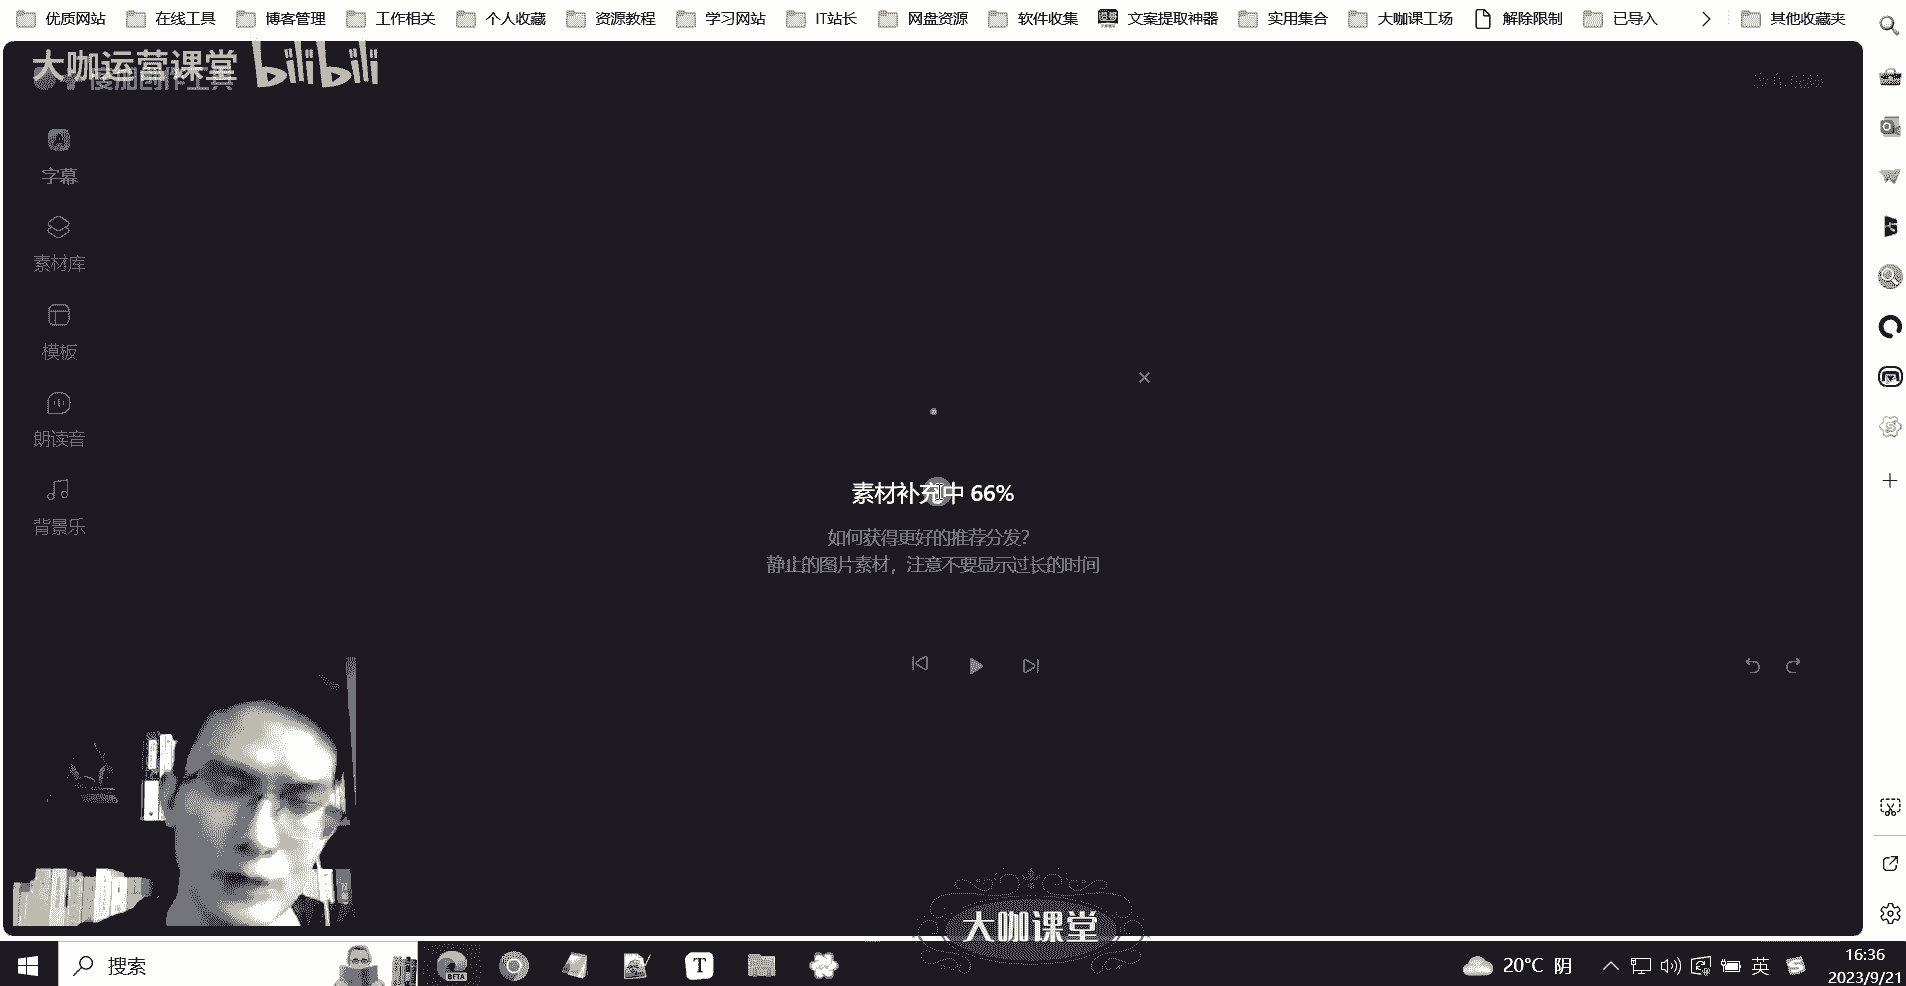 优质网站 在线工具 博客管理 工作相关 个人收藏 资源教程 学习网站 IT站长 网盘资源 软件收集 文案提取神器 实用集合 大咖课工场 解除限制 已导入 其他收藏夹
大咖运营课堂 bilibili
度加创作工具
字幕
素材库
模板
朗读音
背景乐
素材补充中 66%
如何获得更好的推荐分发?
静止的图片素材，注意不要显示过长的时间
大咖课堂
搜索
BETA
T
20°C 阴
英
16:36
2023/9/21